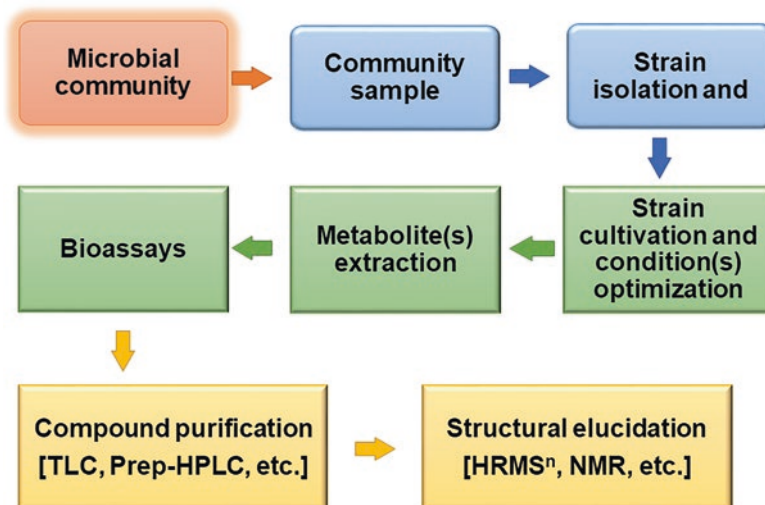 Microbial
community
Community
sample
Strain
isolation and
Strain
cultivation and
condition(s)
optimization
Metabolite(s)
extraction
Bioassays
Compound purification
[TLC, Prep-HPLC, etc.]
Structural elucidation
[HRMSⁿ, NMR, etc.]